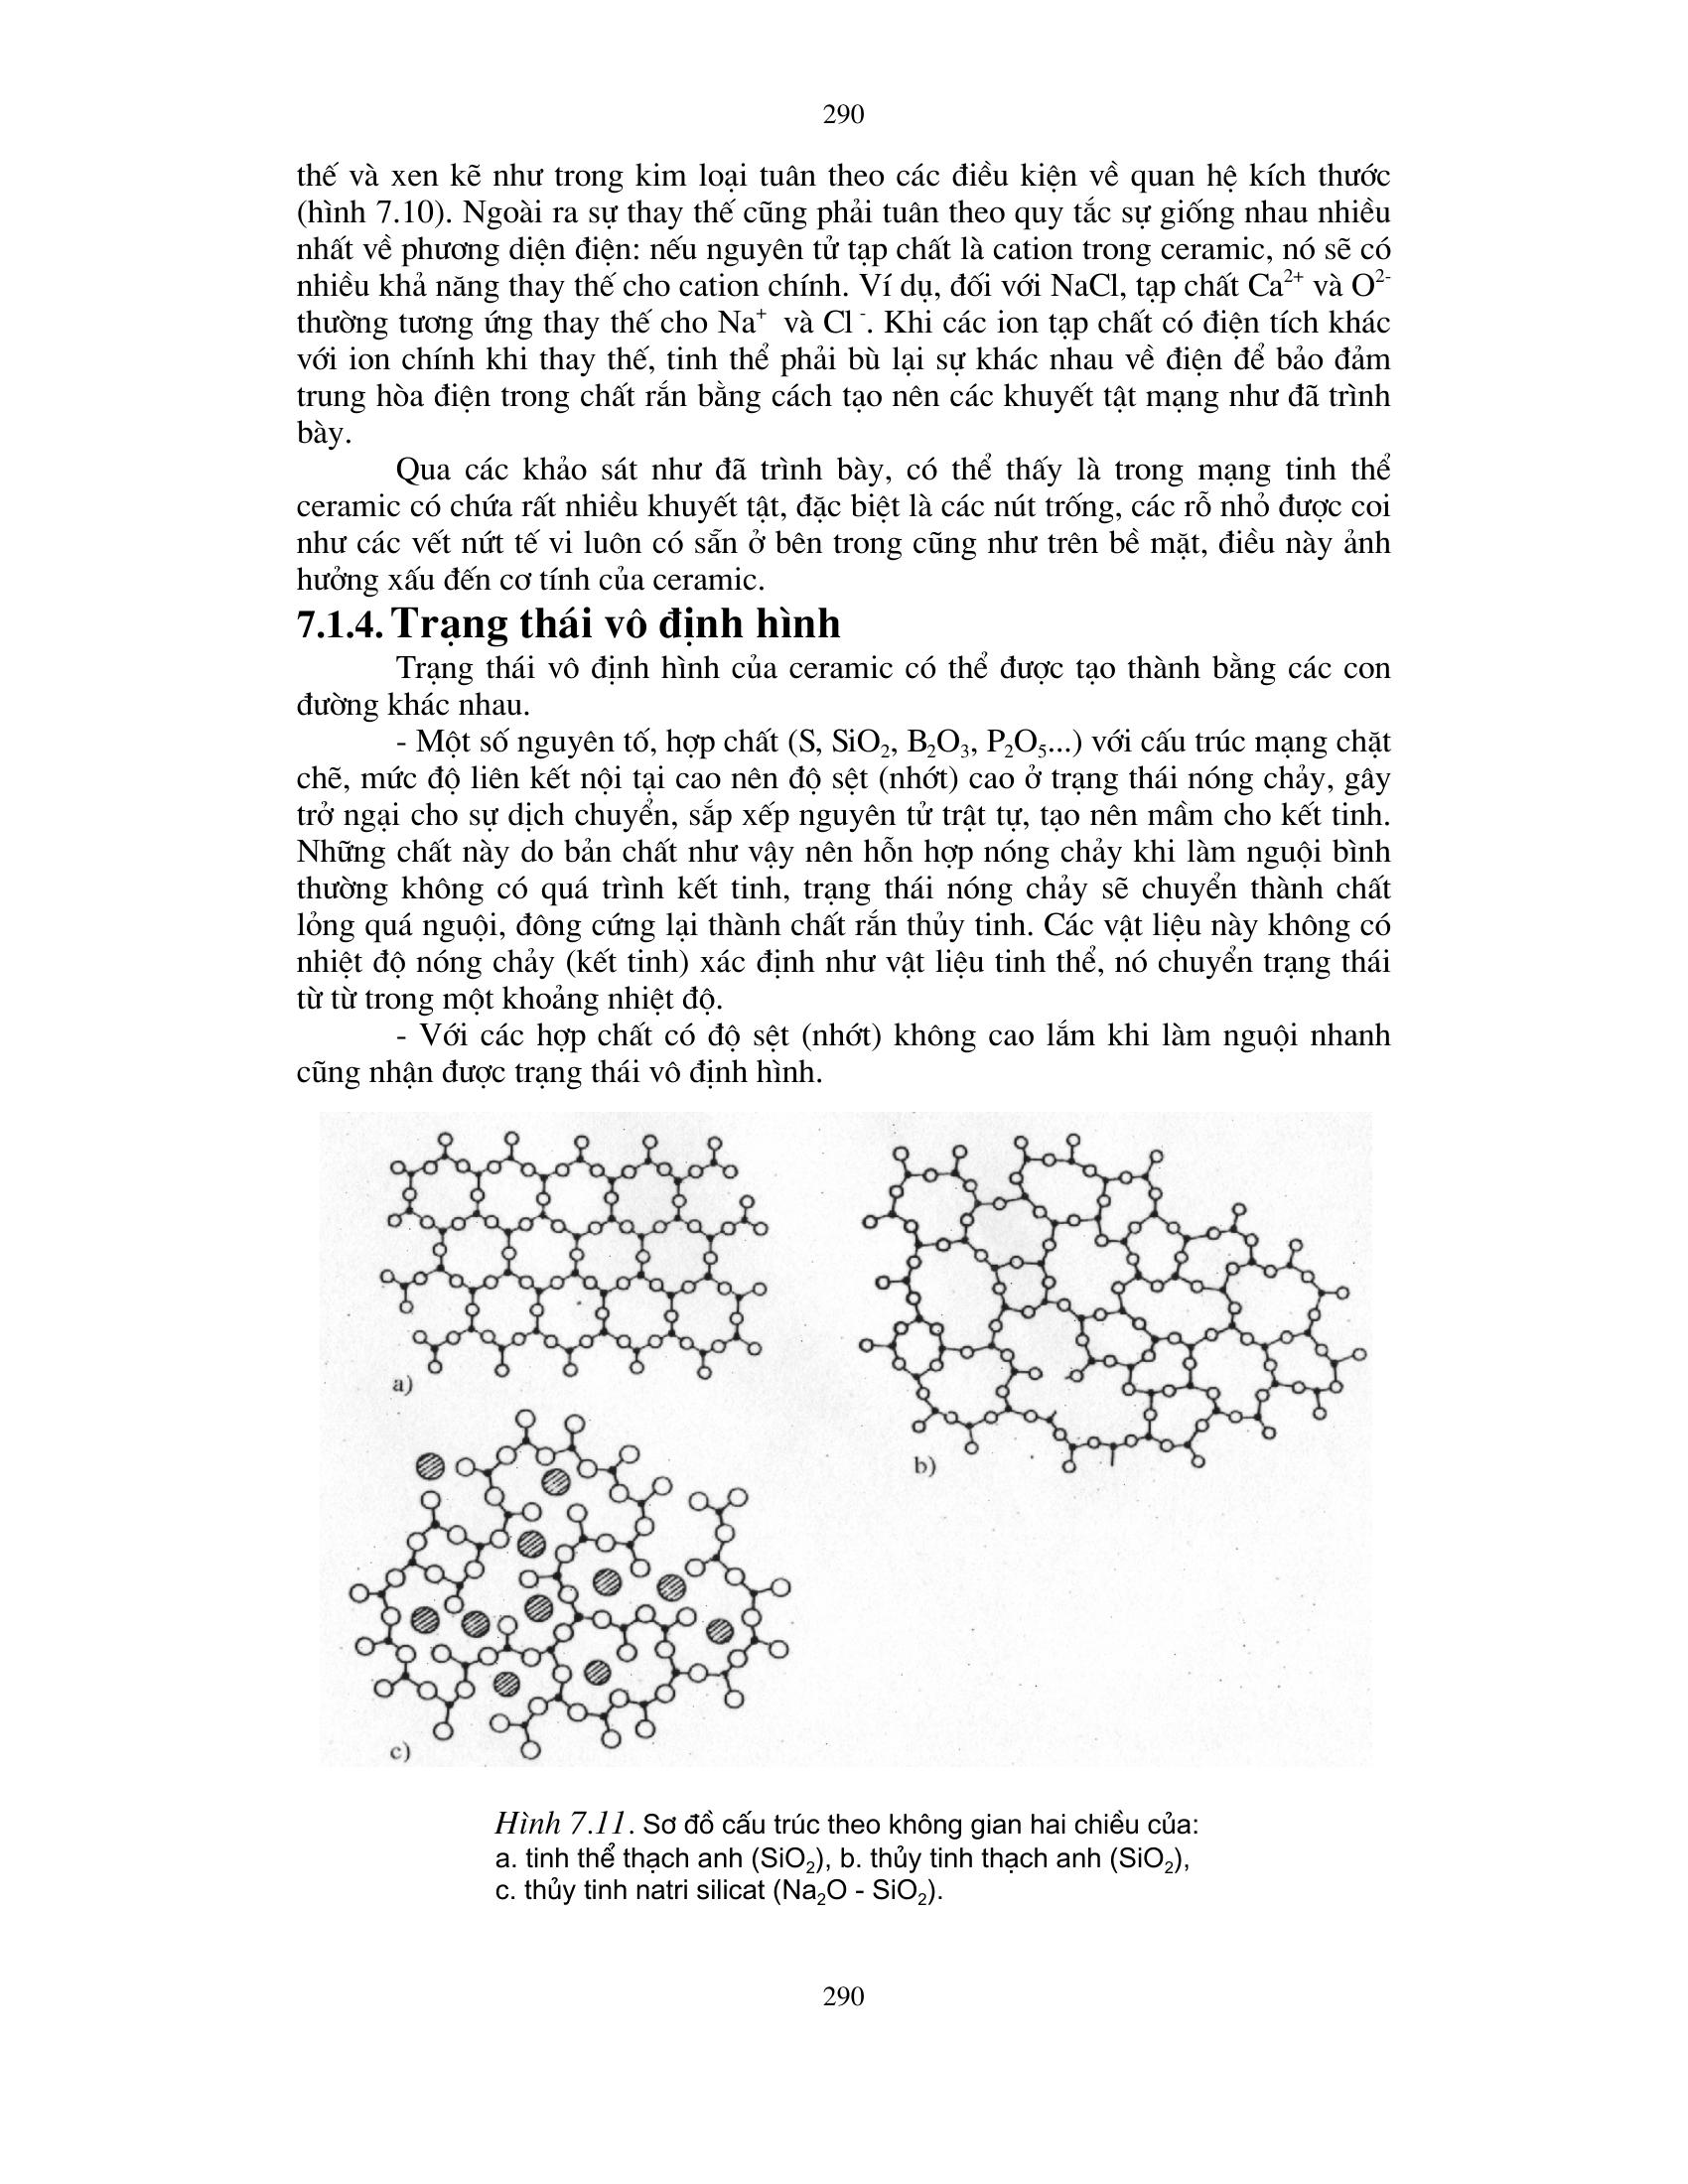 290
thế và xen kẽ như trong kim loại tuân theo các điều kiện về quan hệ kích thước
(hình 7.10). Ngoài ra sự thay thế cũng phải tuân theo quy tắc sự giống nhau nhiều
nhất về phương diện điện: nếu nguyên tử tạp chất là cation trong ceramic, nó sẽ có
nhiều khả năng thay thế cho cation chính. Ví dụ, đối với NaCl, tạp chất Ca²⁺ và O²⁻
thường tương ứng thay thế cho Na⁺ và Cl ⁻. Khi các ion tạp chất có điện tích khác
với ion chính khi thay thế, tinh thể phải bù lại sự khác nhau về điện để bảo đảm
trung hòa điện trong chất rắn bằng cách tạo nên các khuyết tật mạng như đã trình
bày.
Qua các khảo sát như đã trình bày, có thể thấy là trong mạng tinh thể
ceramic có chứa rất nhiều khuyết tật, đặc biệt là các nút trống, các rỗ nhỏ được coi
như các vết nứt tế vi luôn có sẵn ở bên trong cũng như trên bề mặt, điều này ảnh
hưởng xấu đến cơ tính của ceramic.
7.1.4. Trạng thái vô định hình
Trạng thái vô định hình của ceramic có thể được tạo thành bằng các con
đường khác nhau.
- Một số nguyên tố, hợp chất (S, SiO₂, B₂O₃, P₂O₅...) với cấu trúc mạng chặt
chẽ, mức độ liên kết nội tại cao nên độ sệt (nhớt) cao ở trạng thái nóng chảy, gây
trở ngại cho sự dịch chuyển, sắp xếp nguyên tử trật tự, tạo nên mầm cho kết tinh.
Những chất này do bản chất như vậy nên hỗn hợp nóng chảy khi làm nguội bình
thường không có quá trình kết tinh, trạng thái nóng chảy sẽ chuyển thành chất
lỏng quá nguội, đông cứng lại thành chất rắn thủy tinh. Các vật liệu này không có
nhiệt độ nóng chảy (kết tinh) xác định như vật liệu tinh thể, nó chuyển trạng thái
từ từ trong một khoảng nhiệt độ.
- Với các hợp chất có độ sệt (nhớt) không cao lắm khi làm nguội nhanh
cũng nhận được trạng thái vô định hình.
a)
b)
c)
Hình 7.11. Sơ đồ cấu trúc theo không gian hai chiều của:
a. tinh thể thạch anh (SiO₂), b. thủy tinh thạch anh (SiO₂),
c. thủy tinh natri silicat (Na₂O - SiO₂).
290